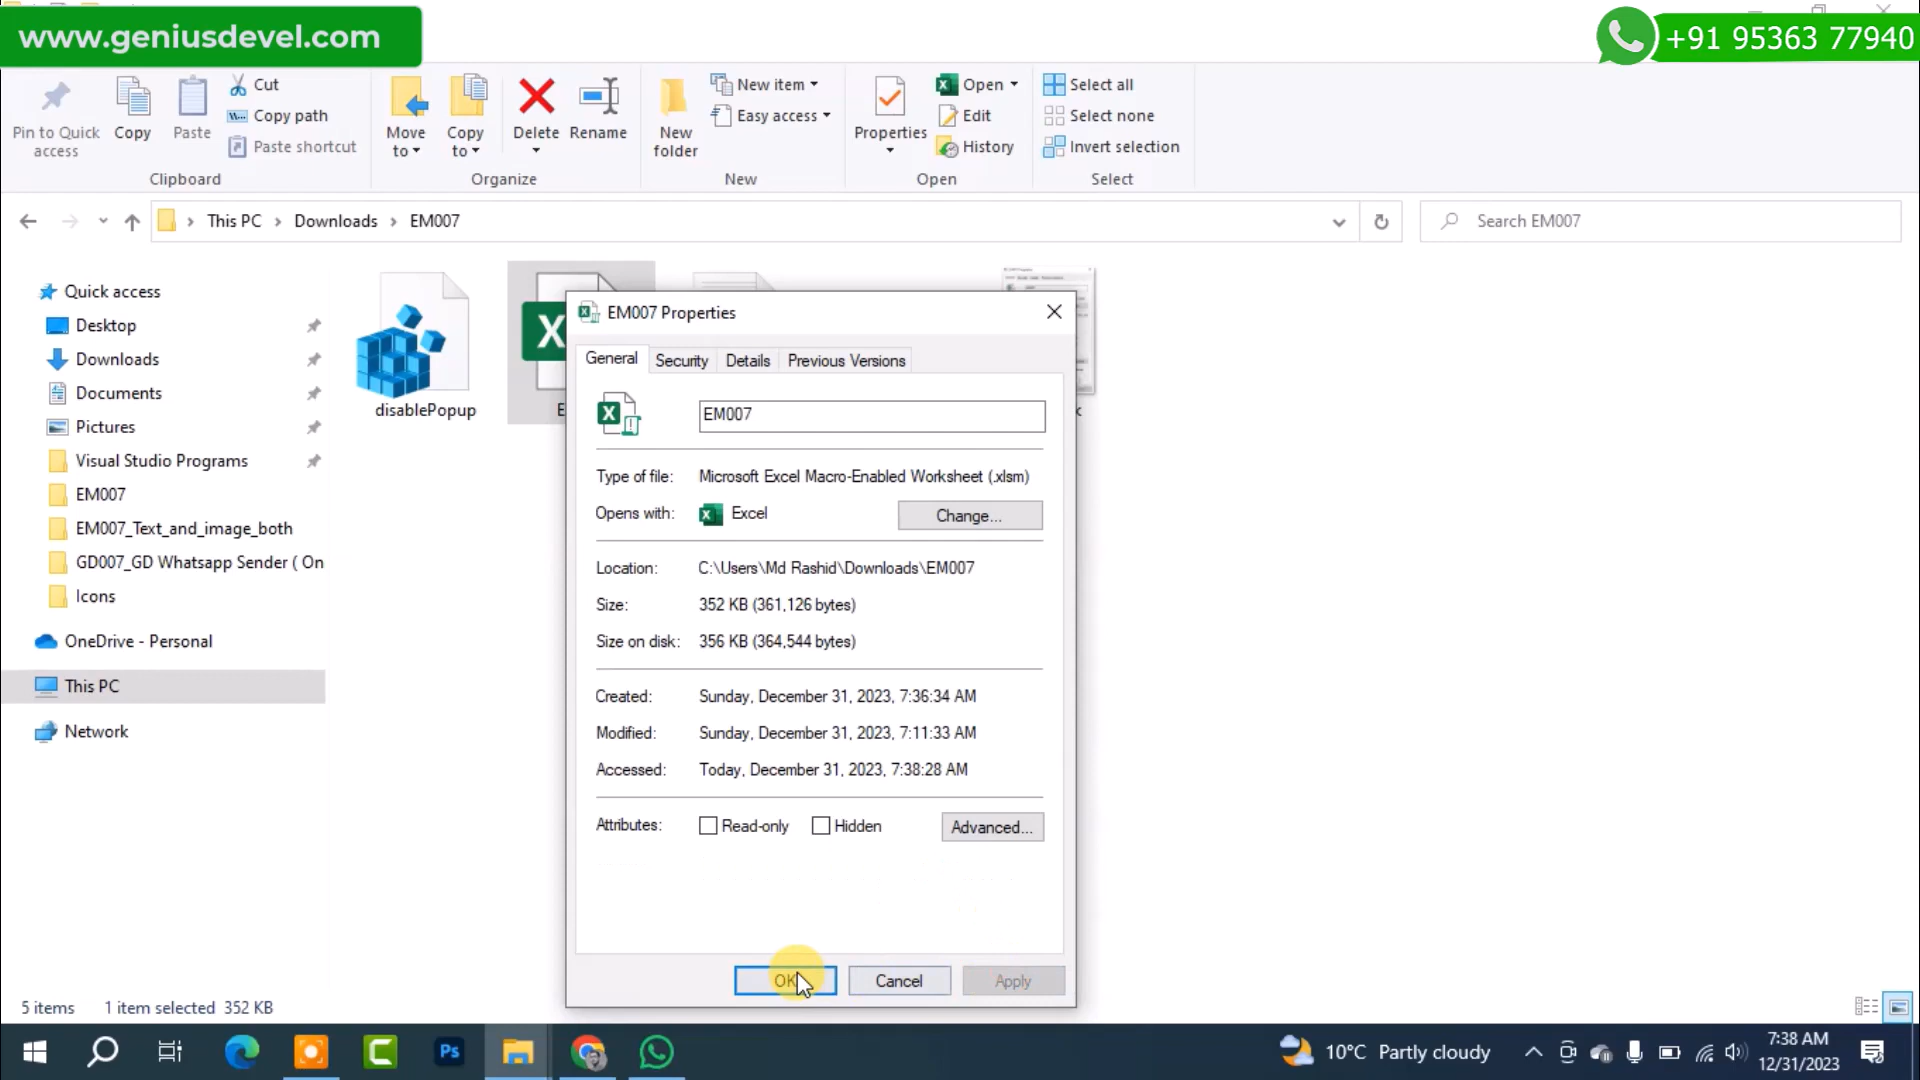 www.geniusdevel.com
+91 95363 77940
Pin to Quick access
Copy
Paste
Cut
Copy path
Paste shortcut
Clipboard
Move to
Copy to
Delete
Rename
Organize
New folder
New item
Easy access
New
Properties
Open
Edit
History
Open
Select all
Select none
Invert selection
Select
This PC > Downloads > EM007
Search EM007
Quick access
Desktop
Downloads
Documents
Pictures
Visual Studio Programs
EM007
EM007_Text_and_image_both
GD007_GD Whatsapp Sender ( On
Icons
OneDrive - Personal
This PC
Network
disablePopup
EM007 Properties
General
Security
Details
Previous Versions
EM007
Type of file: Microsoft Excel Macro-Enabled Worksheet (.xlsm)
Opens with: Excel
Change...
Location: C:\Users\Md Rashid\Downloads\EM007
Size: 352 KB (361,126 bytes)
Size on disk: 356 KB (364,544 bytes)
Created: Sunday, December 31, 2023, 7:36:34 AM
Modified: Sunday, December 31, 2023, 7:11:33 AM
Accessed: Today, December 31, 2023, 7:38:28 AM
Attributes: Read-only Hidden
Advanced...
OK
Cancel
Apply
5 items 1 item selected 352 KB
Ps
10°C Partly cloudy
7:38 AM
12/31/2023